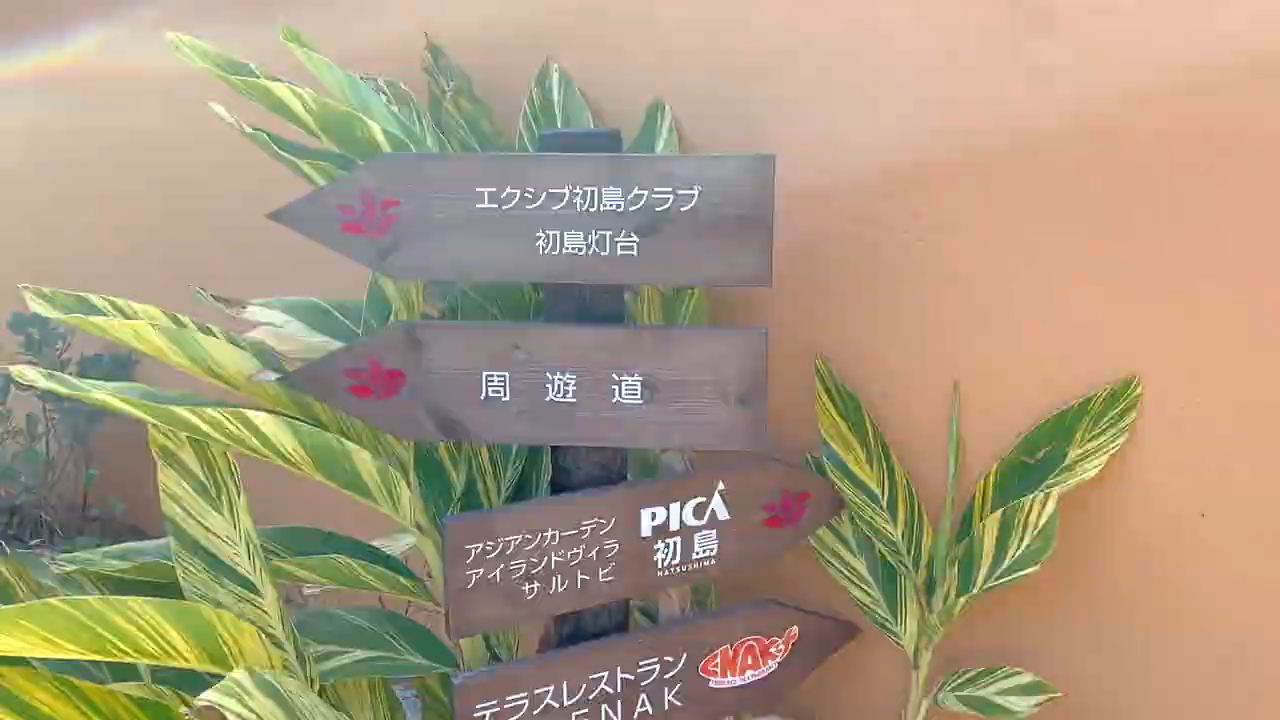 エクシブ初島クラブ
初島灯台
周遊道
アジアンガーデン
アイランドヴィラ
サルトビ
PICA
初島
HATSUSHIMA
テラスレストラン
ENAK
ENAK